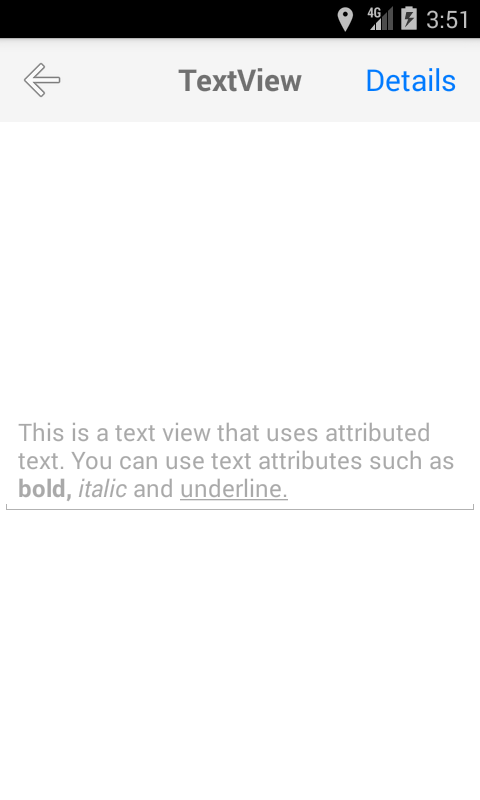 4G 3:51
TextView Details
This is a text view that uses attributed
text. You can use text attributes such as
bold, italic and underline.